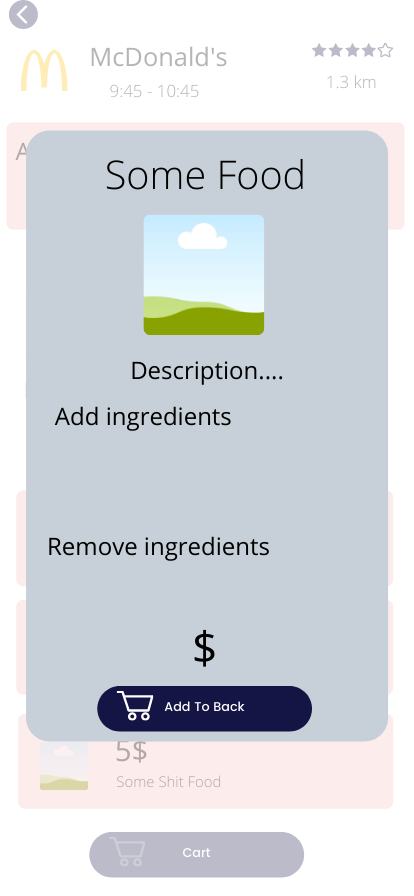 McDonald's
9:45 - 10:45
1.3 km
A
Some Food
Description....
Add ingredients
Remove ingredients
$
Add To Back
5$
Some Shit Food
Cart